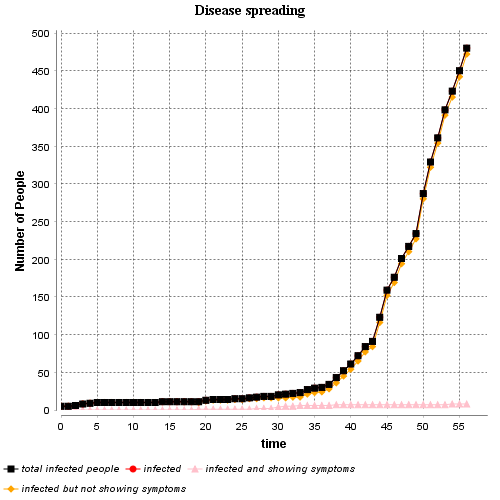 Disease spreading
500
450
400
350
300
250
200
150
100
50
0
Number of People
0 5 10 15 20 25 30 35 40 45 50 55
time
total infected people infected infected and showing symptoms
infected but not showing symptoms